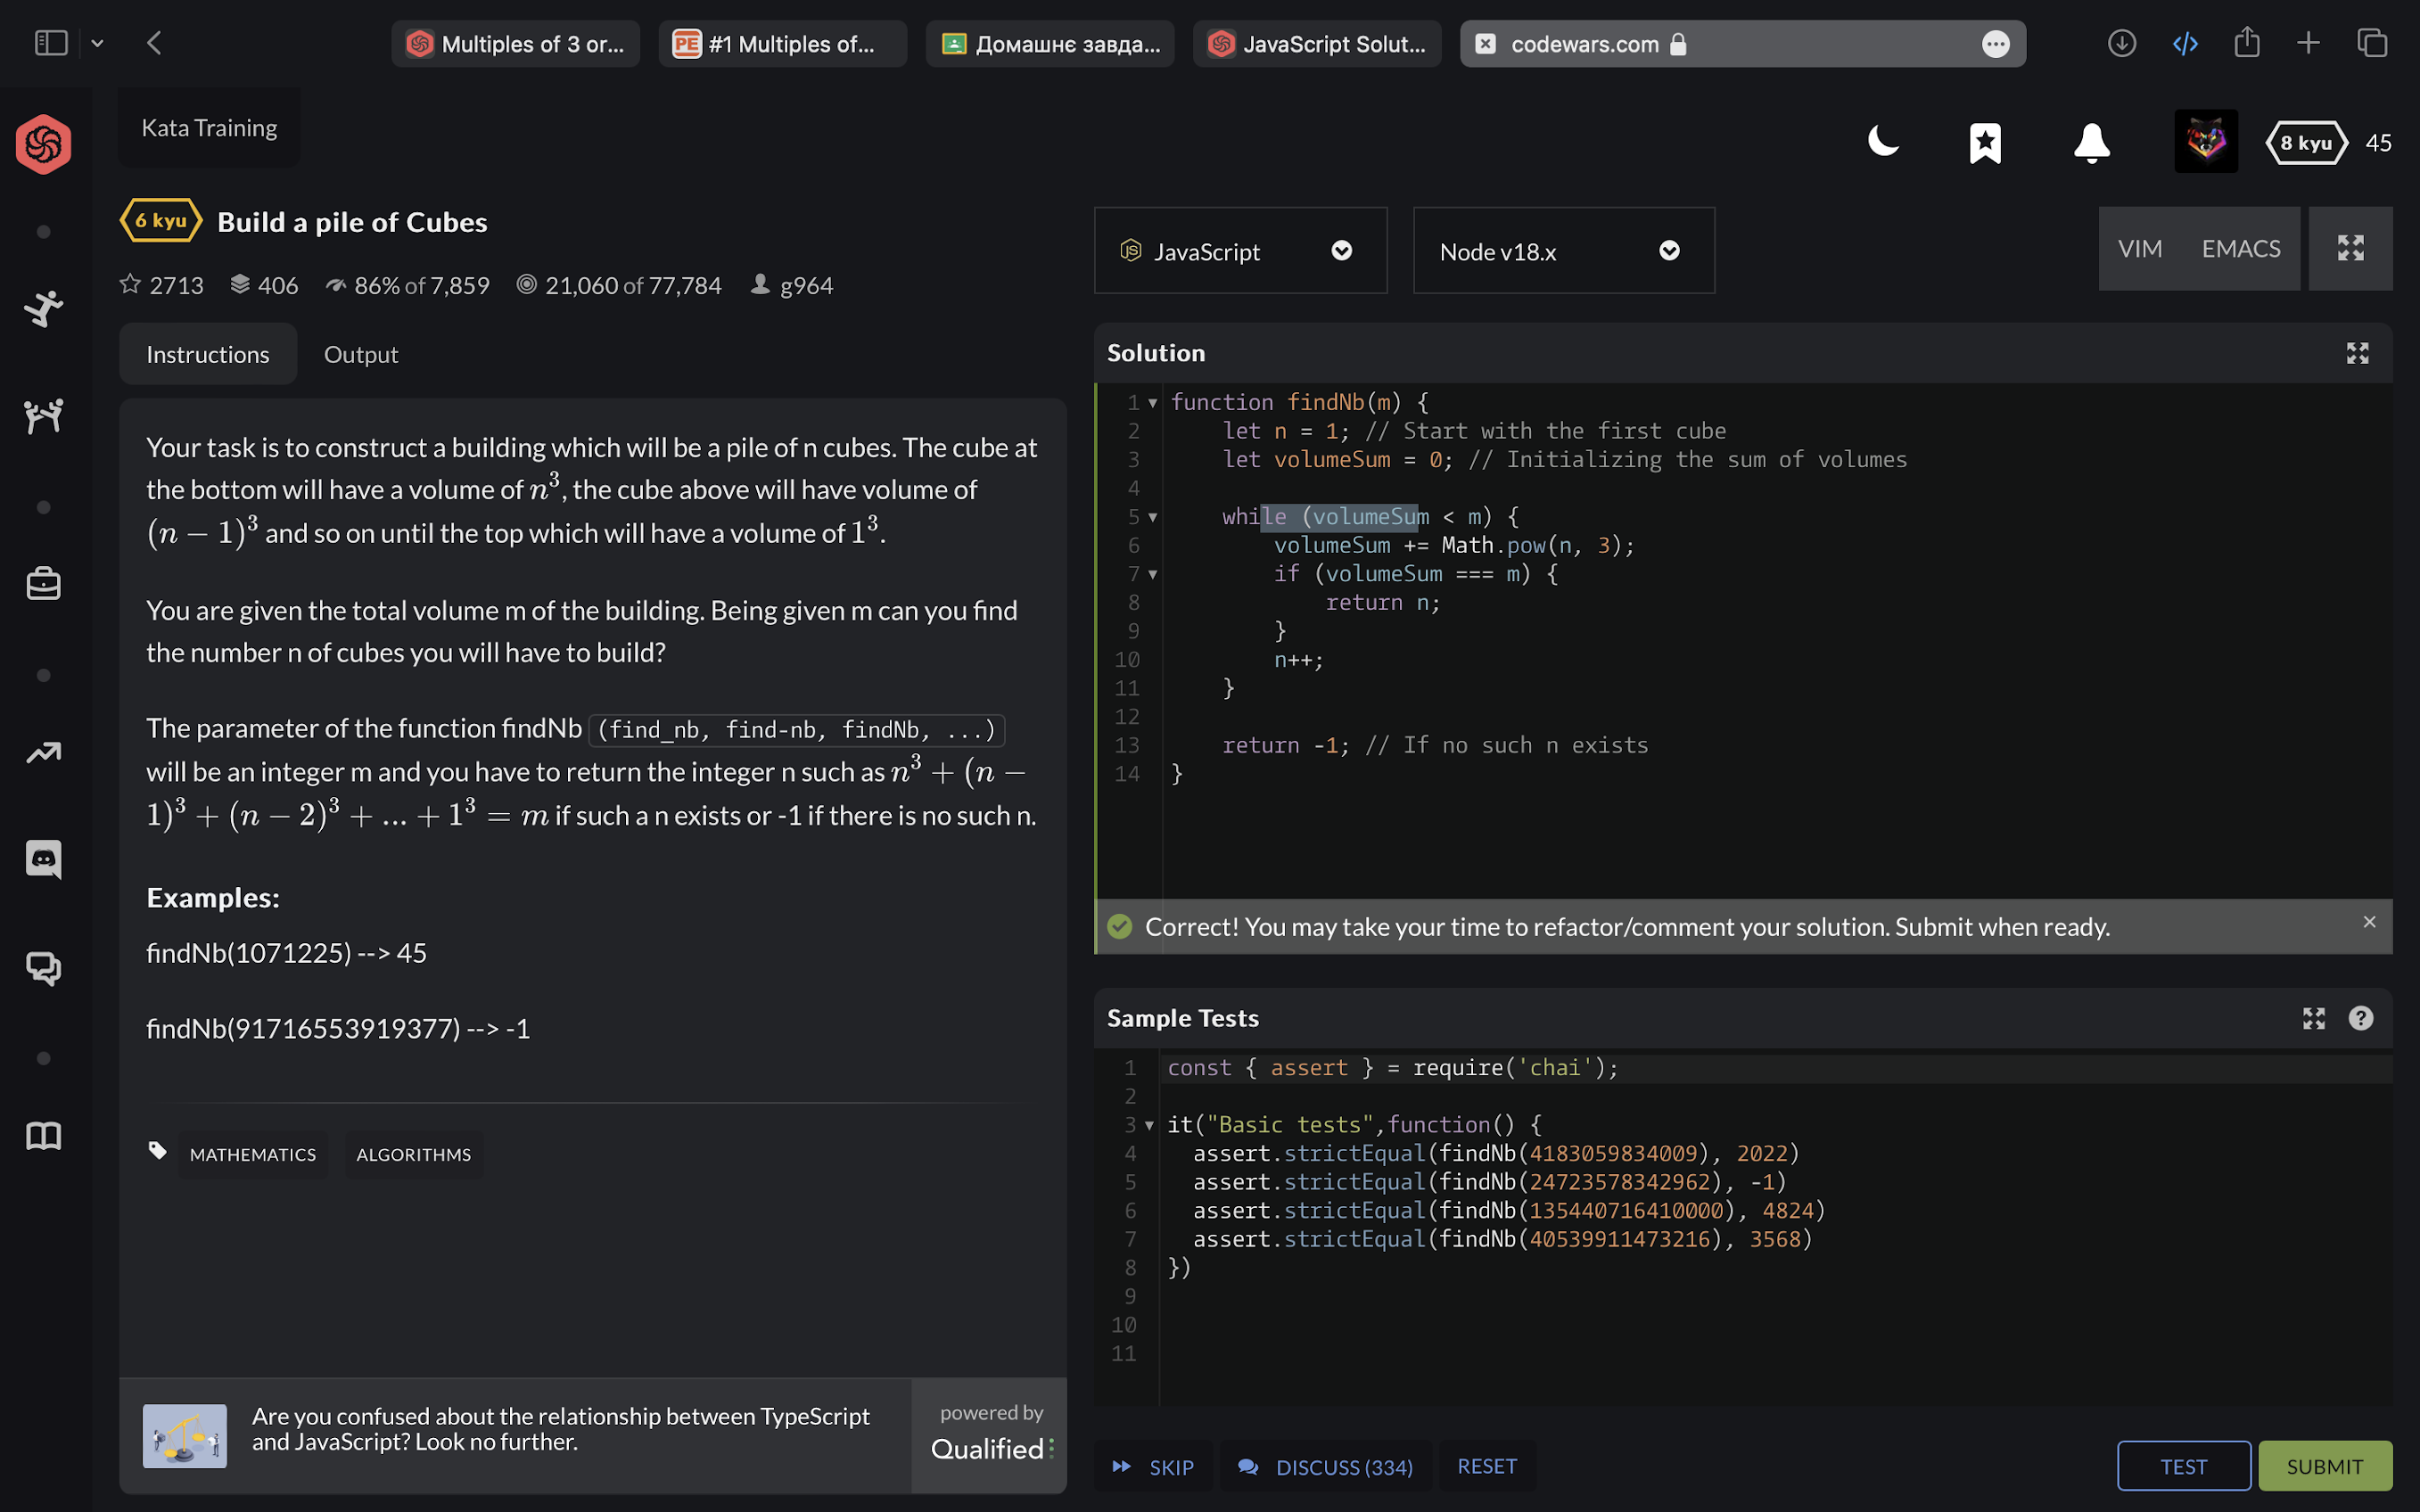 Multiples of 3 or...
PE #1 Multiples of...
Домашнє завда...
JavaScript Solut...
codewars.com
Kata Training
8 kyu 45
6 kyu Build a pile of Cubes
2713 406 86% of 7,859 21,060 of 77,784 g964
JS JavaScript
Node v18.x
VIM EMACS
Instructions Output
Your task is to construct a building which will be a pile of n cubes. The cube at
the bottom will have a volume of n³, the cube above will have volume of
(n − 1)³ and so on until the top which will have a volume of 1³.
You are given the total volume m of the building. Being given m can you find
the number n of cubes you will have to build?
The parameter of the function findNb (find_nb, find-nb, findNb, ...)
will be an integer m and you have to return the integer n such as n³ + (n −
1)³ + (n − 2)³ + ... + 1³ = m if such a n exists or -1 if there is no such n.
Examples:
findNb(1071225) --> 45
findNb(91716553919377) --> -1
MATHEMATICS ALGORITHMS
Are you confused about the relationship between TypeScript
and JavaScript? Look no further.
powered by
Qualified
Solution
1 function findNb(m) {
2     let n = 1; // Start with the first cube
3     let volumeSum = 0; // Initializing the sum of volumes
4
5     while (volumeSum < m) {
6         volumeSum += Math.pow(n, 3);
7         if (volumeSum === m) {
8             return n;
9         }
10         n++;
11     }
12
13     return -1; // If no such n exists
14 }
Correct! You may take your time to refactor/comment your solution. Submit when ready.
Sample Tests
?
1 const { assert } = require('chai');
2
3 it("Basic tests",function() {
4   assert.strictEqual(findNb(4183059834009), 2022)
5   assert.strictEqual(findNb(24723578342962), -1)
6   assert.strictEqual(findNb(135440716410000), 4824)
7   assert.strictEqual(findNb(40539911473216), 3568)
8 })
9
10
11
SKIP DISCUSS (334) RESET
TEST SUBMIT